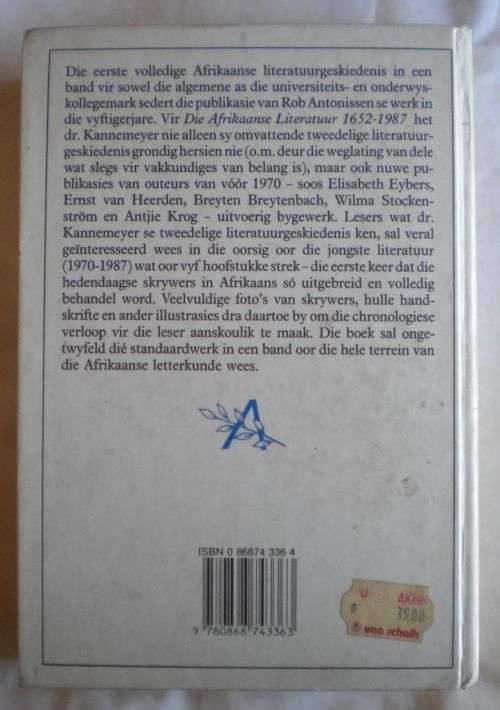 Die eerste volledige Afrikaanse literatuurgeskiedenis in een
band vir sowel die algemene as die universiteits- en onderwys-
kollegemark sedert die publikasie van Rob Antonissen se werk in
die vyftigerjare. Vir Die Afrikaanse Literatuur 1652-1987 het
dr. Kannemeyer nie alleen sy omvattende tweedelige literatuur-
geskiedenis grondig hersien nie (o.m. deur die weglating van dele
wat slegs vir vakkundiges van belang is), maar ook nuwe pu-
blikasies van outeurs van vóór 1970 – soos Elisabeth Eybers,
Ernst van Heerden, Breyten Breytenbach, Wilma Stocken-
ström en Antjie Krog – uitvoerig bygewerk. Lesers wat dr.
Kannemeyer se tweedelige literatuurgeskiedenis ken, sal veral
geïnteresseerd wees in die oorsig oor die jongste literatuur
(1970-1987) wat oor vyf hoofstukke strek – die eerste keer dat die
hedendaagse skrywers in Afrikaans só uitgebreid en volledig
behandel word. Veelvuldige foto's van skrywers, hulle hand-
skrifte en ander illustrasies dra daartoe by om die chronologiese
verloop vir die leser aanskoulik te maak. Die boek sal onge-
twyfeld dié standaardwerk in een band oor die hele terrein van
die Afrikaanse letterkunde wees.
ISBN 0 86874 336 4
9 780868 743363
U AKER
0 35.00
van schaik